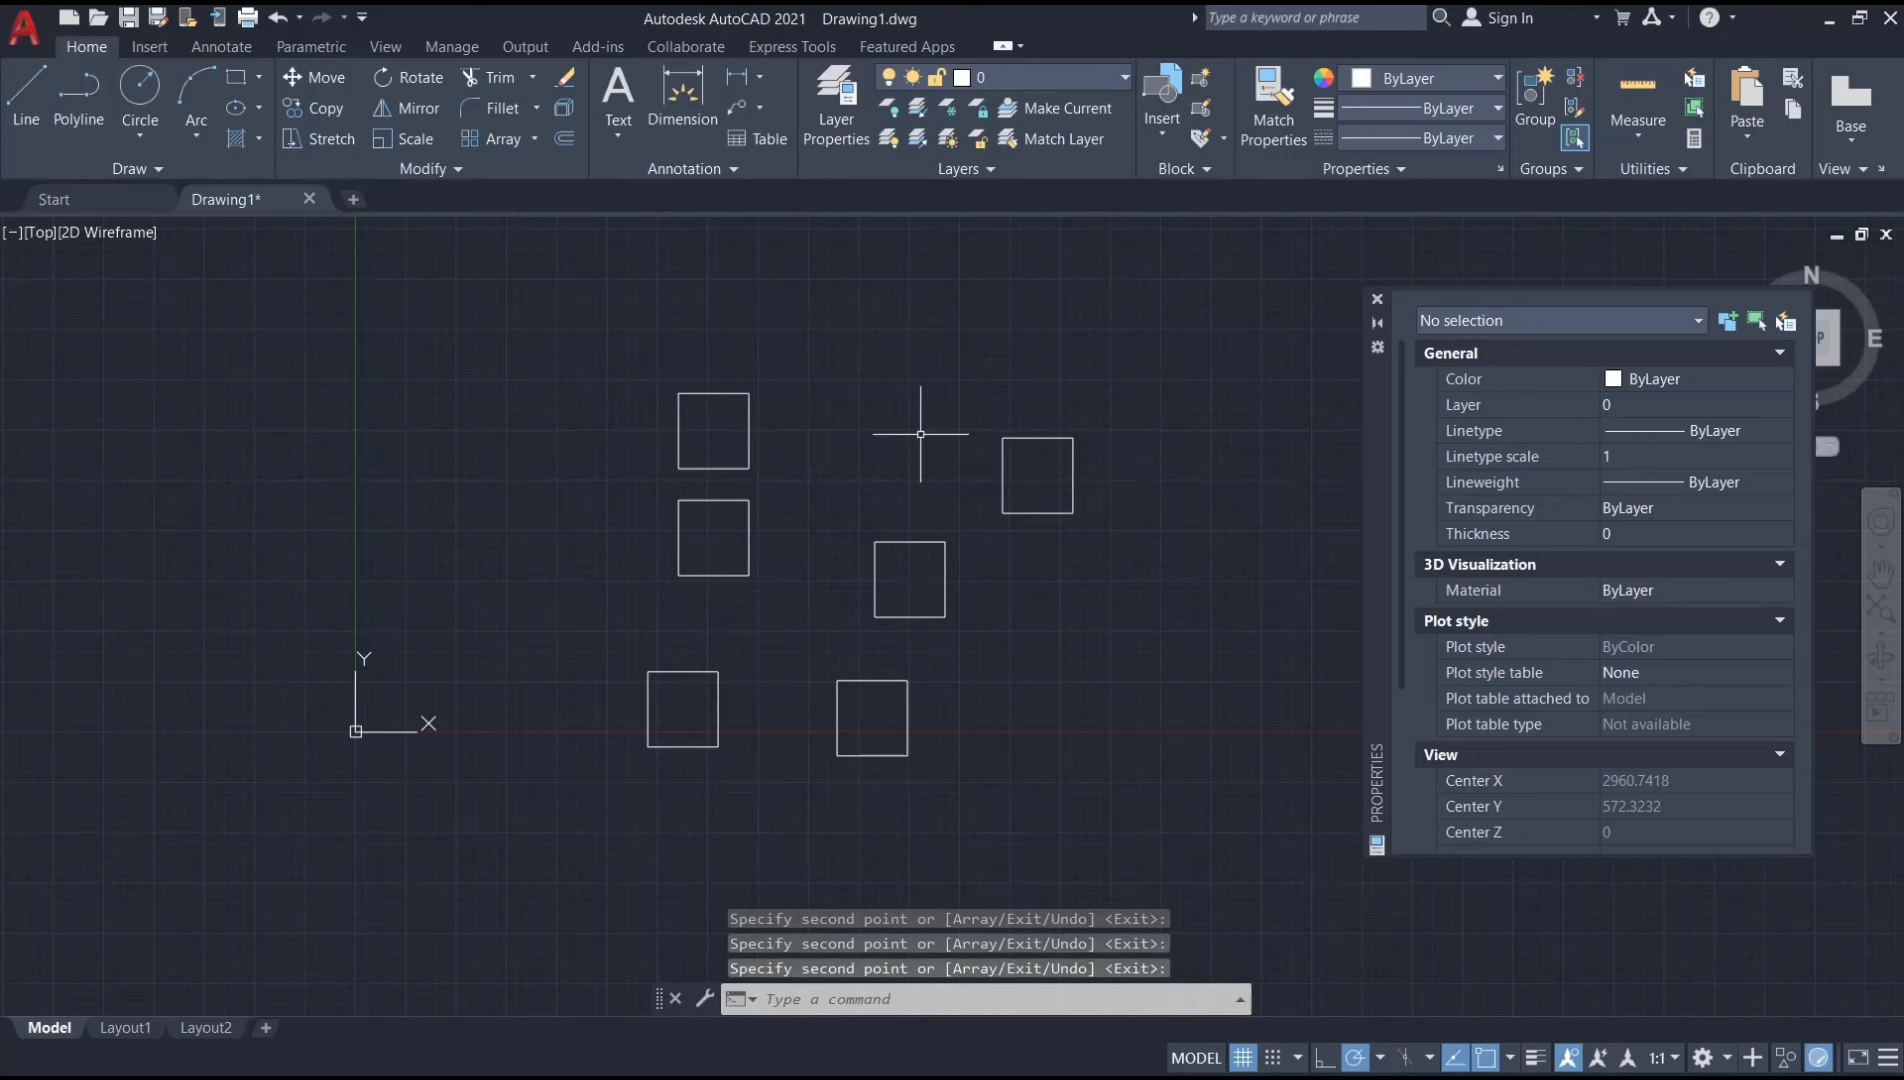 Autodesk AutoCAD 2021 Drawing1.dwg
Type a keyword or phrase
Sign In
Home Insert Annotate Parametric View Manage Output Add-ins Collaborate Express Tools Featured Apps
Line Polyline Circle Arc
Move Rotate Trim
Copy Mirror Fillet
Stretch Scale Array
Text Dimension Table
Layer Properties
0
Make Current
Match Layer
Insert
Match Properties
ByLayer
ByLayer
ByLayer
Group Measure Paste Base
Draw Modify Annotation Layers Block Properties Groups Utilities Clipboard View
Start Drawing1*
[−][Top][2D Wireframe]
N
E
S
P
No selection
General
Color ByLayer
Layer 0
Linetype ByLayer
Linetype scale 1
Lineweight ByLayer
Transparency ByLayer
Thickness 0
3D Visualization
Material ByLayer
Plot style
Plot style ByColor
Plot style table None
Plot table attached to Model
Plot table type Not available
View
Center X 2960.7418
Center Y 572.3232
Center Z 0
PROPERTIES
Y
X
Specify second point or [Array/Exit/Undo] <Exit>:
Specify second point or [Array/Exit/Undo] <Exit>:
Specify second point or [Array/Exit/Undo] <Exit>:
Type a command
Model Layout1 Layout2
MODEL 1:1